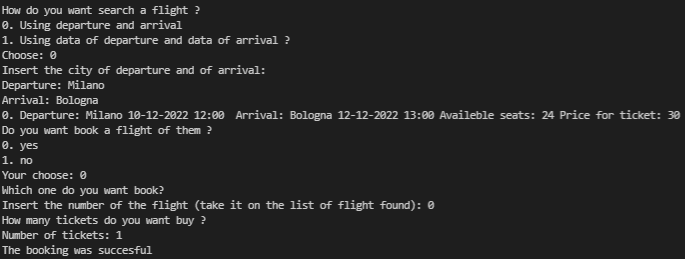 How do you want search a flight ?
0. Using departure and arrival
1. Using data of departure and data of arrival ?
Choose: 0
Insert the city of departure and of arrival:
Departure: Milano
Arrival: Bologna
0. Departure: Milano 10-12-2022 12:00  Arrival: Bologna 12-12-2022 13:00 Availeble seats: 24 Price for ticket: 30
Do you want book a flight of them ?
0. yes
1. no
Your choose: 0
Which one do you want book?
Insert the number of the flight (take it on the list of flight found): 0
How many tickets do you want buy ?
Number of tickets: 1
The booking was succesful